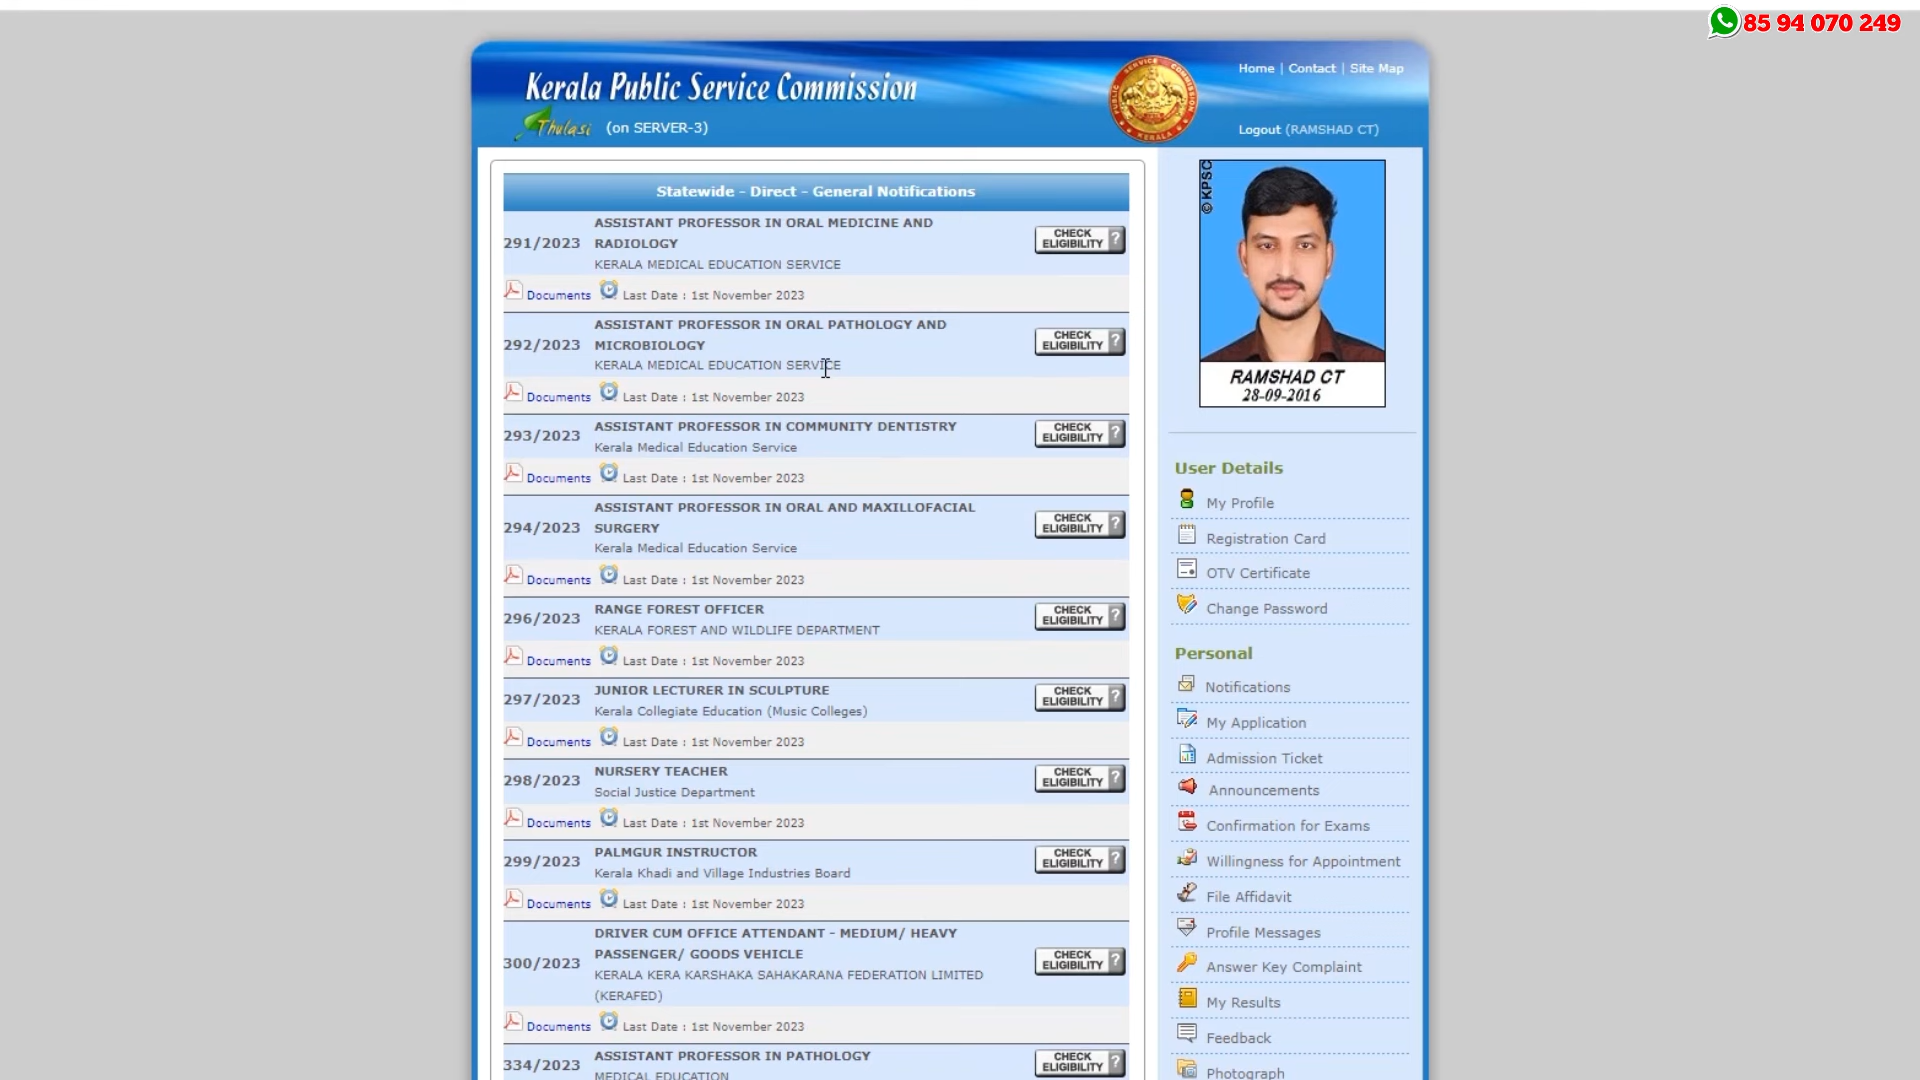 85 94 070 249
Kerala Public Service Commission
Home | Contact | Site Map
Thulasi (on SERVER-3)
Logout (RAMSHAD CT)
Statewide - Direct - General Notifications
291/2023
ASSISTANT PROFESSOR IN ORAL MEDICINE AND
RADIOLOGY
KERALA MEDICAL EDUCATION SERVICE
CHECK
ELIGIBILITY ?
Documents Last Date : 1st November 2023
292/2023
ASSISTANT PROFESSOR IN ORAL PATHOLOGY AND
MICROBIOLOGY
KERALA MEDICAL EDUCATION SERVICE
CHECK
ELIGIBILITY ?
Documents Last Date : 1st November 2023
293/2023
ASSISTANT PROFESSOR IN COMMUNITY DENTISTRY
Kerala Medical Education Service
CHECK
ELIGIBILITY ?
Documents Last Date : 1st November 2023
294/2023
ASSISTANT PROFESSOR IN ORAL AND MAXILLOFACIAL
SURGERY
Kerala Medical Education Service
CHECK
ELIGIBILITY ?
Documents Last Date : 1st November 2023
296/2023
RANGE FOREST OFFICER
KERALA FOREST AND WILDLIFE DEPARTMENT
CHECK
ELIGIBILITY ?
Documents Last Date : 1st November 2023
297/2023
JUNIOR LECTURER IN SCULPTURE
Kerala Collegiate Education (Music Colleges)
CHECK
ELIGIBILITY ?
Documents Last Date : 1st November 2023
298/2023
NURSERY TEACHER
Social Justice Department
CHECK
ELIGIBILITY ?
Documents Last Date : 1st November 2023
299/2023
PALMGUR INSTRUCTOR
Kerala Khadi and Village Industries Board
CHECK
ELIGIBILITY ?
Documents Last Date : 1st November 2023
300/2023
DRIVER CUM OFFICE ATTENDANT - MEDIUM/ HEAVY
PASSENGER/ GOODS VEHICLE
KERALA KERA KARSHAKA SAHAKARANA FEDERATION LIMITED
(KERAFED)
CHECK
ELIGIBILITY ?
Documents Last Date : 1st November 2023
334/2023
ASSISTANT PROFESSOR IN PATHOLOGY
MEDICAL EDUCATION
CHECK
ELIGIBILITY ?
© KPSC
RAMSHAD CT
28-09-2016
User Details
My Profile
Registration Card
OTV Certificate
Change Password
Personal
Notifications
My Application
Admission Ticket
Announcements
Confirmation for Exams
Willingness for Appointment
File Affidavit
Profile Messages
Answer Key Complaint
My Results
Feedback
Photograph